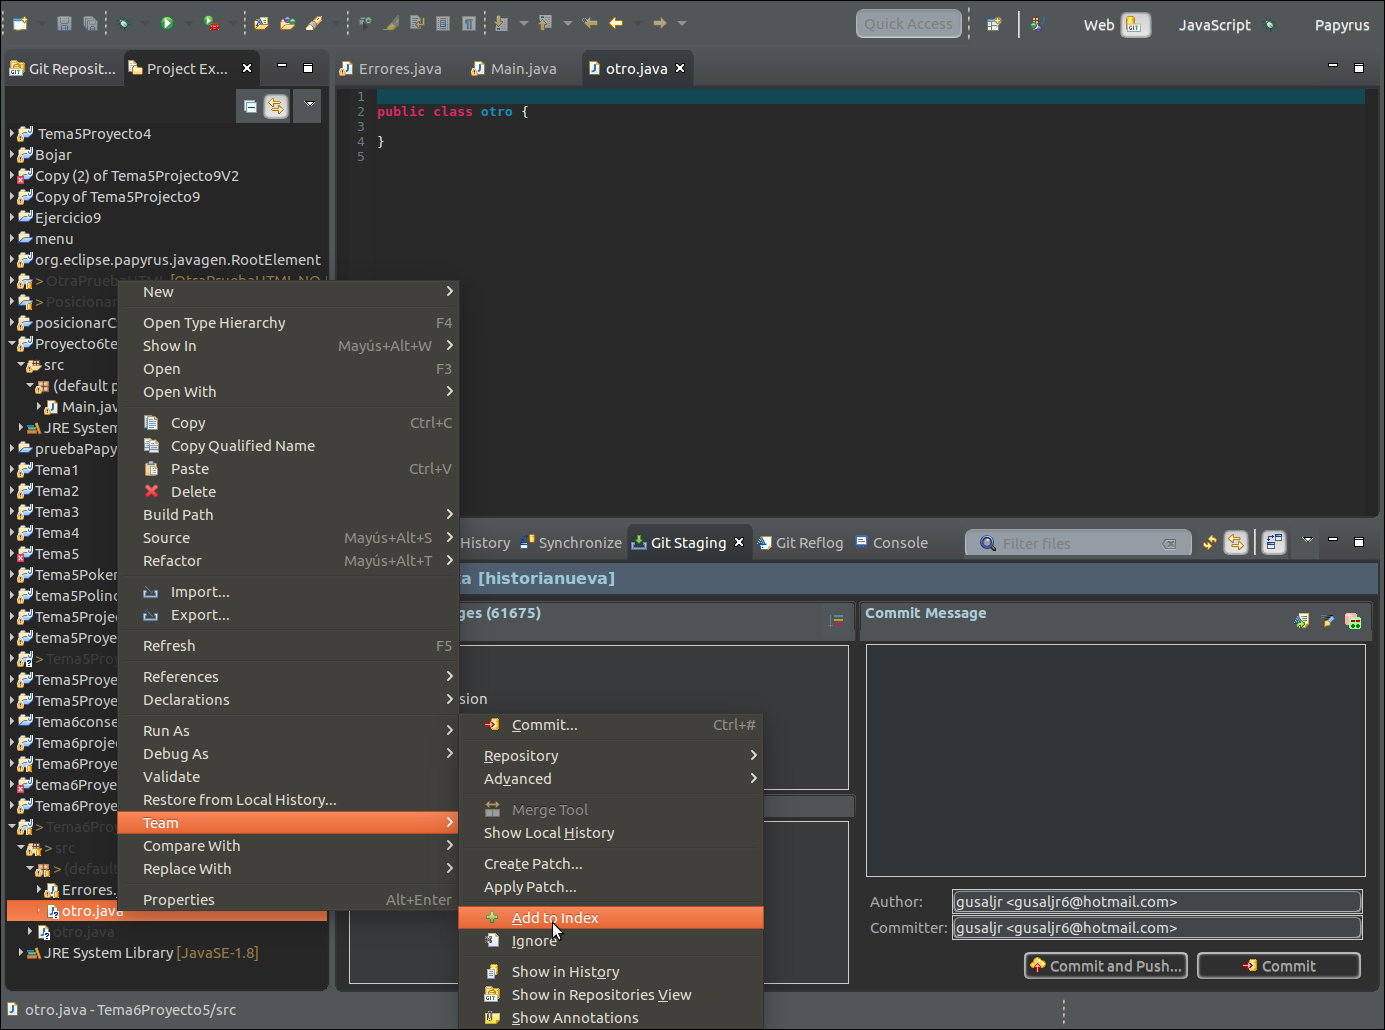 Quick Access
Web
JavaScript
Papyrus
Git Reposit...
Project Ex...
Errores.java
Main.java
otro.java
1
2 public class otro {
3
4 }
5
Tema5Proyecto4
Bojar
Copy (2) of Tema5Projecto9V2
Copy of Tema5Projecto9
Ejercicio9
menu
org.eclipse.papyrus.javagen.RootElement
> OtraPrueba
> Posicionar
posicionarC
Proyecto6te
src
(default p
Main.jav
JRE System
pruebaPapy
Tema1
Tema2
Tema3
Tema4
Tema5
Tema5Poker
tema5Polino
Tema5Projec
tema5Proye
> Tema5Pro
Tema5Proye
Tema5Proye
Tema6conse
Tema6projec
Tema6Proye
tema6Proye
Tema6Proye
> Tema6Pro
> src
> (default
Errores.
otro.java
otro.java
JRE System Library [JavaSE-1.8]
New
Open Type Hierarchy F4
Show In Mayús+Alt+W
Open F3
Open With
Copy Ctrl+C
Copy Qualified Name
Paste Ctrl+V
Delete
Build Path
Source Mayús+Alt+S
Refactor Mayús+Alt+T
Import...
Export...
Refresh F5
References
Declarations
Run As
Debug As
Validate
Restore from Local History...
Team
Compare With
Replace With
Properties Alt+Enter
Commit... Ctrl+#
Repository
Advanced
Merge Tool
Show Local History
Create Patch...
Apply Patch...
Add to Index
Ignore
Show in History
Show in Repositories View
Show Annotations
History
Synchronize
Git Staging
Git Reflog
Console
Filter files
a [historianueva]
ges (61675)
sion
Commit Message
Author: gusaljr <gusaljr6@hotmail.com>
Committer: gusaljr <gusaljr6@hotmail.com>
Commit and Push...
Commit
otro.java - Tema6Proyecto5/src